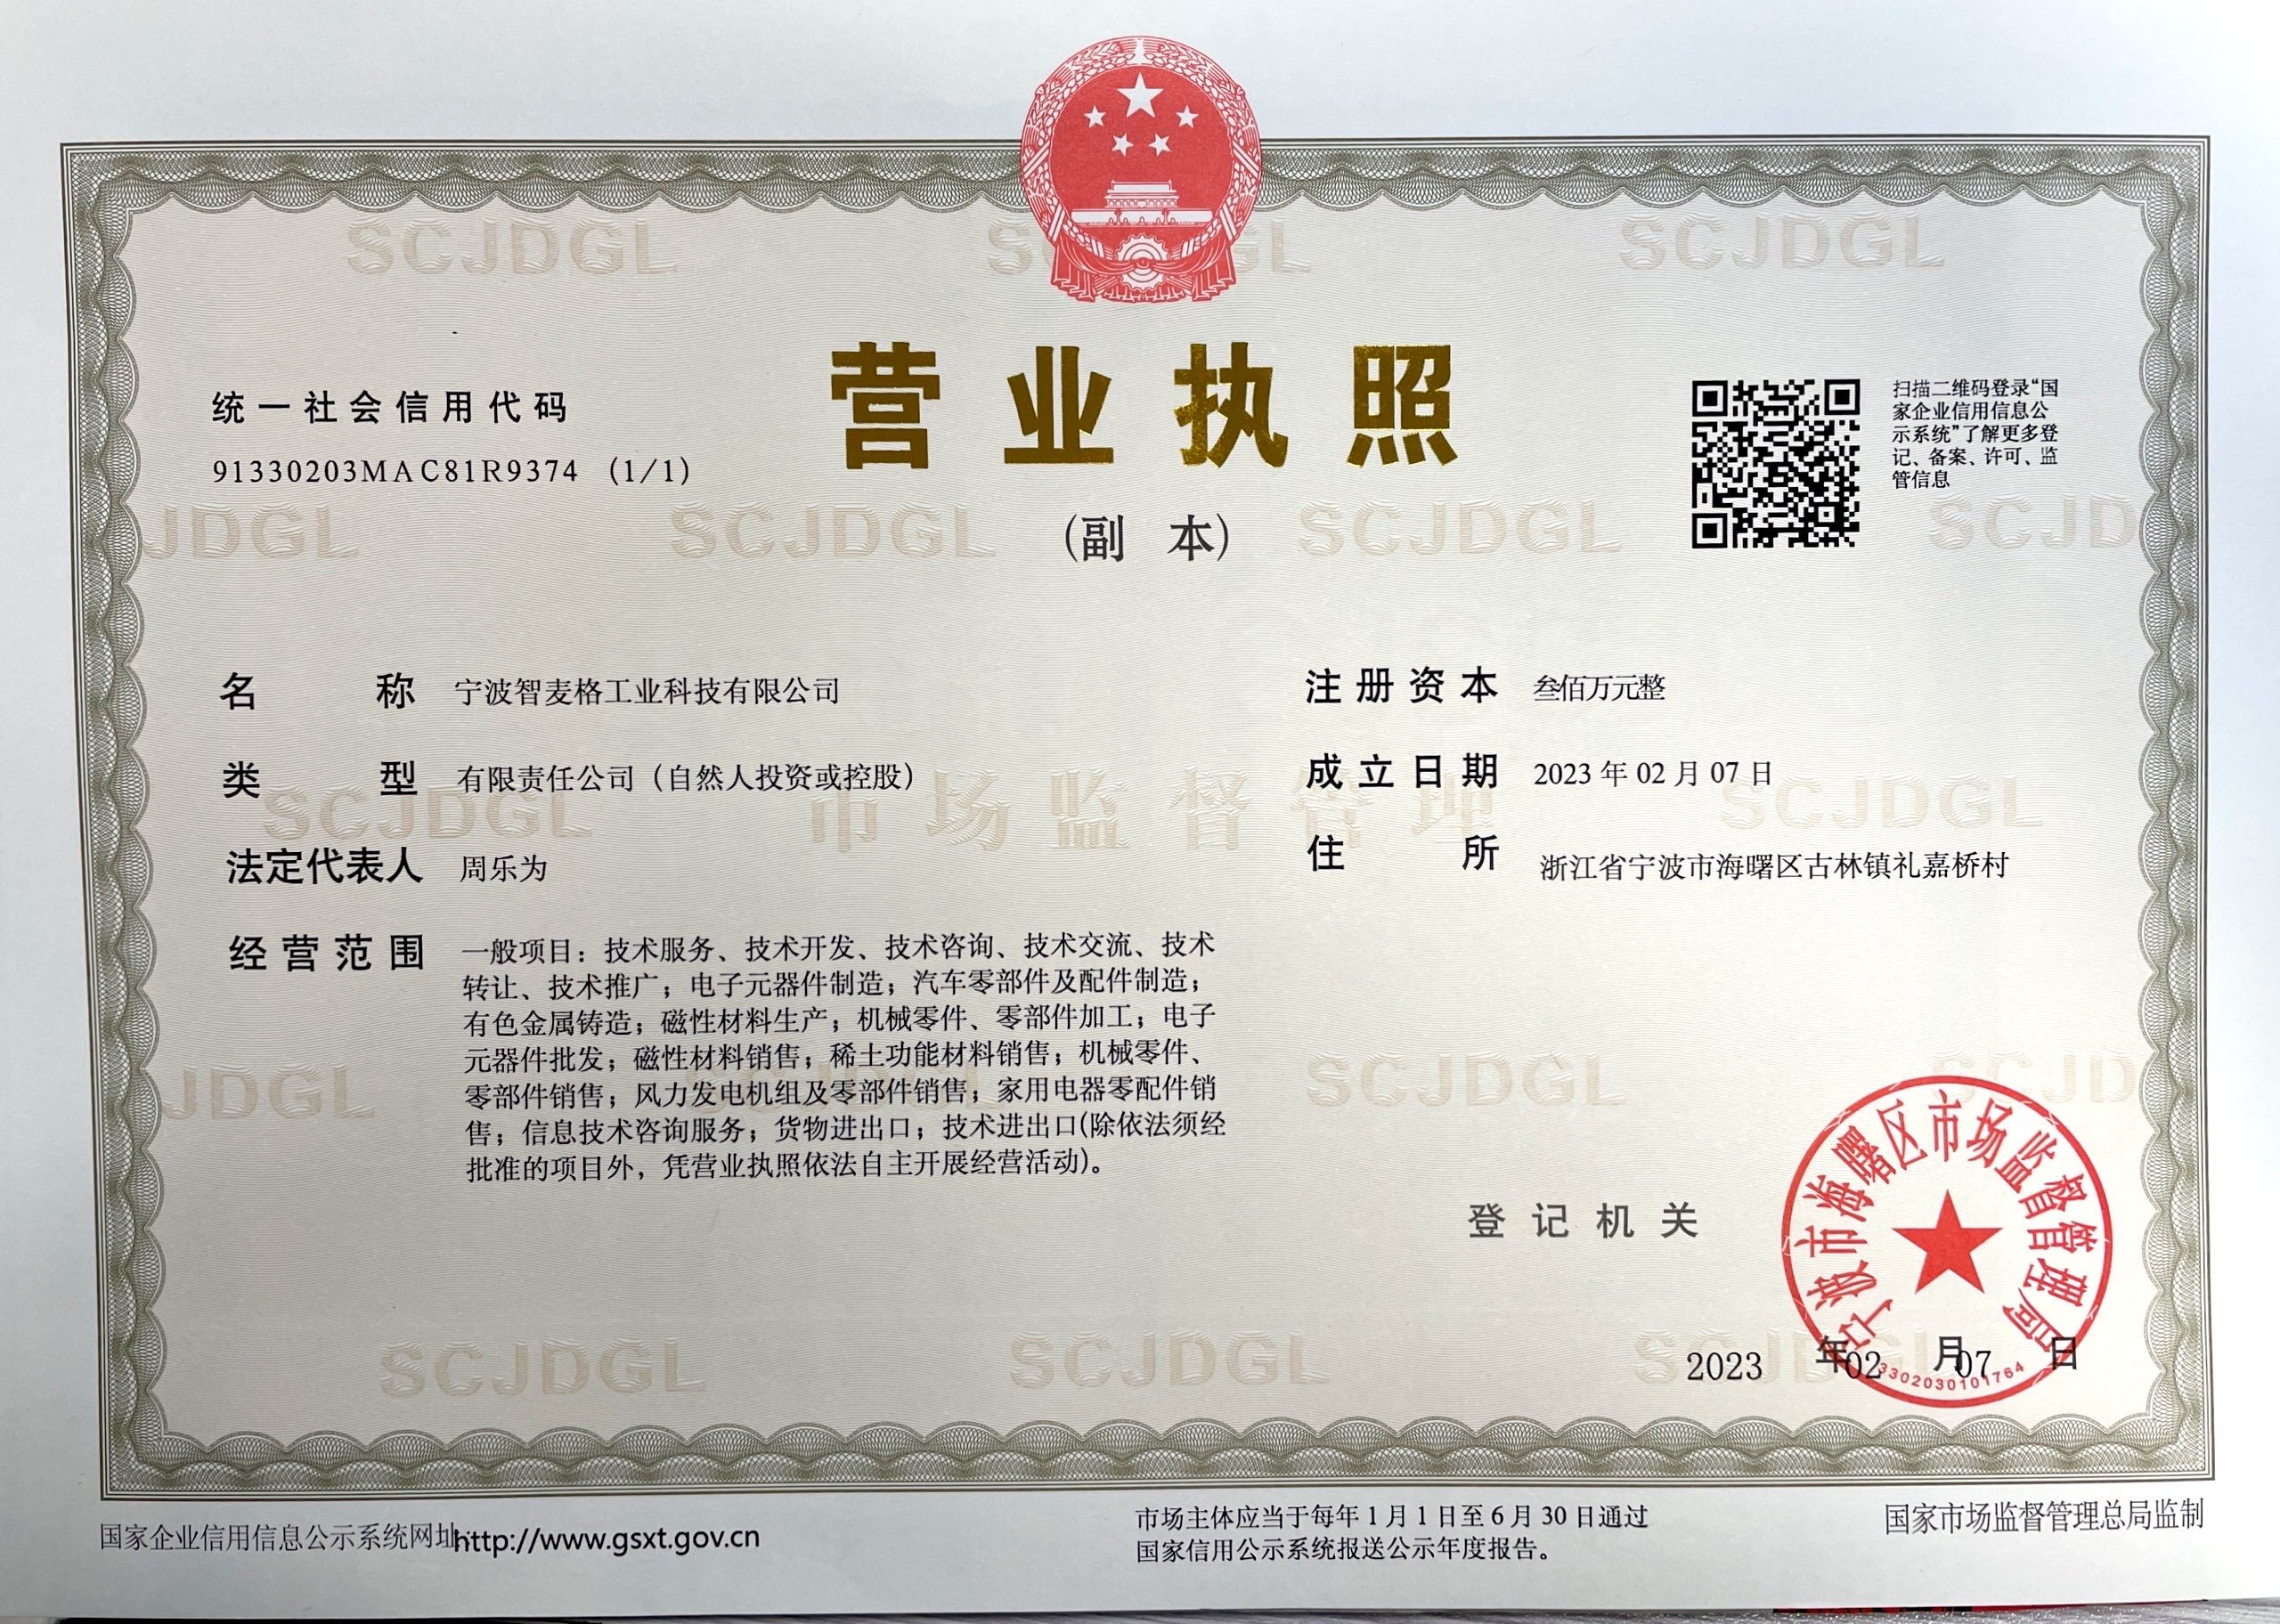 营业执照
(副 本)
统一社会信用代码
91330203MAC81R9374 (1/1)
扫描二维码登录“国
家企业信用信息公
示系统”了解更多登
记、备案、许可、监
管信息
名 称 宁波智麦格工业科技有限公司
类 型 有限责任公司（自然人投资或控股）
法定代表人 周乐为
经营范围 一般项目：技术服务、技术开发、技术咨询、技术交流、技术
转让、技术推广；电子元器件制造；汽车零部件及配件制造；
有色金属铸造；磁性材料生产；机械零件、零部件加工；电子
元器件批发；磁性材料销售；稀土功能材料销售；机械零件、
零部件销售；风力发电机组及零部件销售；家用电器零配件销
售；信息技术咨询服务；货物进出口；技术进出口(除依法须经
批准的项目外，凭营业执照依法自主开展经营活动)。
注册资本 叁佰万元整
成立日期 2023 年 02 月 07 日
住 所 浙江省宁波市海曙区古林镇礼嘉桥村
登记机关
宁波市海曙区市场监督管理局
3302030101764
2023 年 02 月 07 日
SCJDGL
市场监督管理
国家企业信用信息公示系统网址:http://www.gsxt.gov.cn
市场主体应当于每年 1 月 1 日至 6 月 30 日通过
国家信用公示系统报送公示年度报告。
国家市场监督管理总局监制